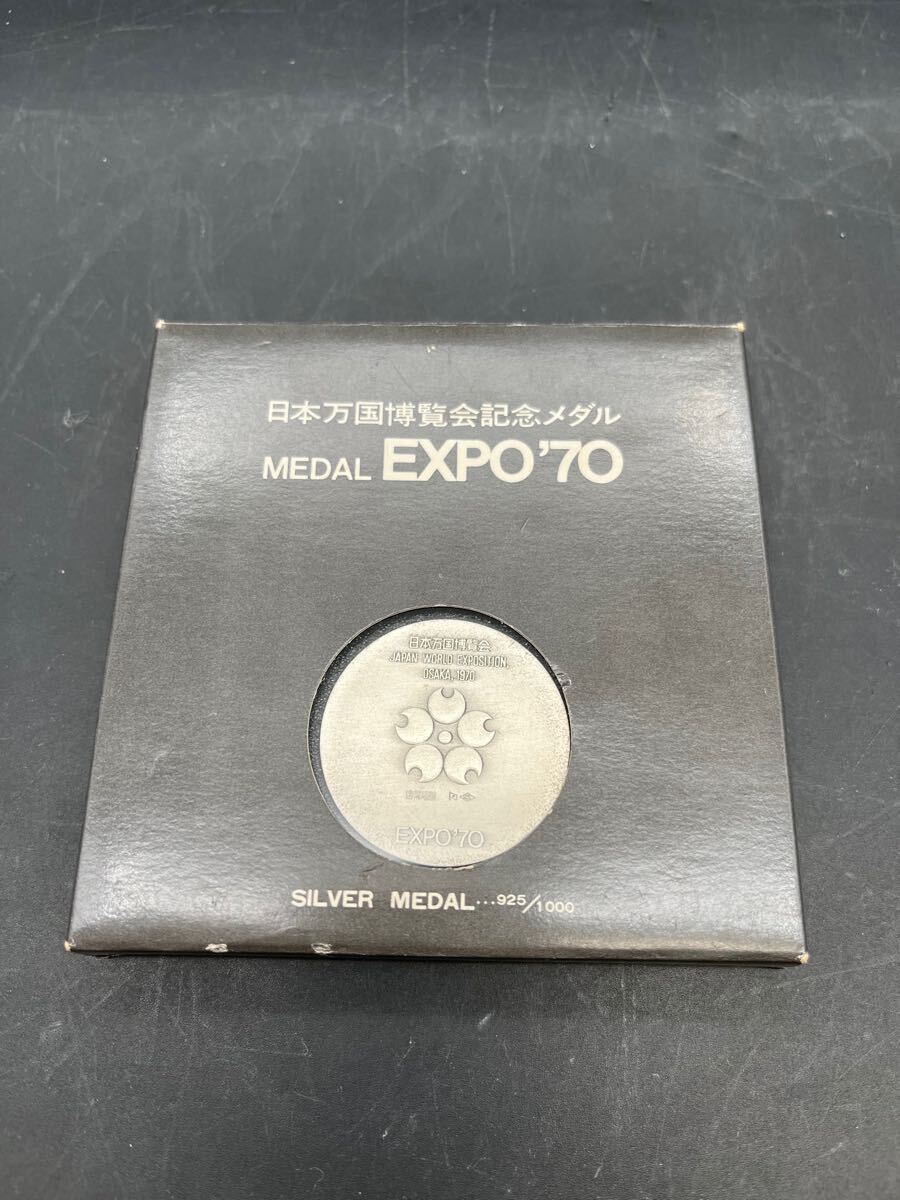 日本万国博覧会記念メダル
MEDAL EXPO'70
日本万国博覧会
JAPAN WORLD EXPOSITION,
OSAKA, 1970
EXPO'70
SILVER MEDAL...925/1000